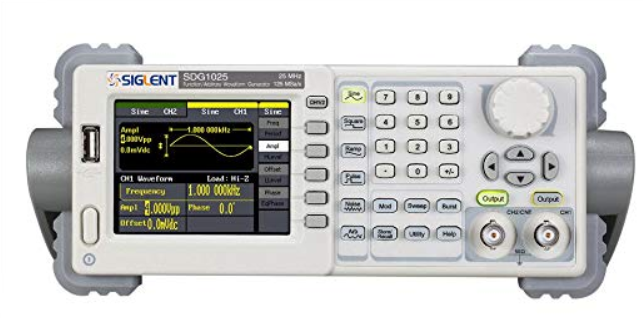 SIGLENT SDG1025 25 MHz
Function/Arbitrary Waveform Generator 125 MSa/s
Sine CH2 Sine CH1 Sine
Freq
Period
Ampl
HLevel
Offset
LLevel
Phase
EqPhase
Ampl 1.000 000kHz
.000Vpp
0.0mVdc
CH1 Waveform Load: Hi-Z
Frequency 1.000 000kHz
Ampl .000Vpp Phase 0.0°
Offset 0.0mVdc
CH1/2
Sine 7 8 9
Square 4 5 6
Ramp 1 2 3
Pulse . 0 +/-
Noise Mod Sweep Burst
Arb Store/Recall Utility Help
Output Output
CH2/CNT CH1